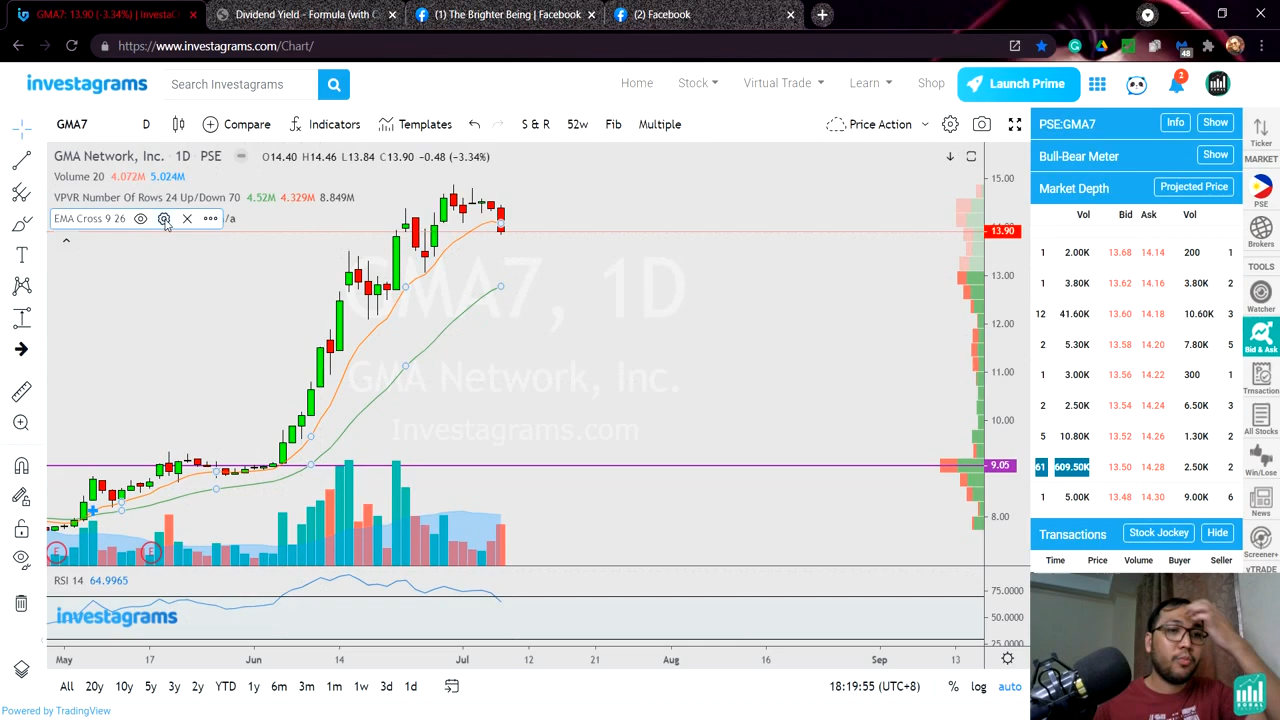 GMA7: 13.90 (-3.34%) | InvestaG
Dividend Yield - Formula (with C
(1) The Brighter Being | Facebook
(2) Facebook
https://www.investagrams.com/Chart/
48
investagrams
Search Investagrams
Home
Stock
Virtual Trade
Learn
Shop
Launch Prime
2
GMA7
D
Compare
Indicators
Templates
S & R
52w
Fib
Multiple
Price Action
GMA Network, Inc. 1D PSE
O14.40 H14.46 L13.84 C13.90 -0.48 (-3.34%)
Volume 20 4.072M 5.024M
VPVR Number Of Rows 24 Up/Down 70 4.52M 4.329M 8.849M
EMA Cross 9 26
/a
GMA7, 1D
GMA Network, Inc.
Investagrams.com
15.00
13.90
13.00
12.00
11.00
10.00
9.05
8.00
E
E
RSI 14 64.9965
investagrams
75.0000
50.0000
25.0000
May
17
Jun
14
Jul
12
21
Aug
16
Sep
13
All
20y
10y
5y
3y
2y
YTD
1y
6m
3m
1m
1w
3d
1d
18:19:55 (UTC+8)
%
log
auto
Powered by TradingView
PSE:GMA7
Info
Show
Bull-Bear Meter
Show
Market Depth
Projected Price
Vol Bid Ask Vol
1 2.00K 13.68 14.14 200 1
1 3.80K 13.62 14.16 3.80K 2
12 41.60K 13.60 14.18 10.60K 3
2 5.30K 13.58 14.20 7.80K 5
1 3.00K 13.56 14.22 300 1
2 2.50K 13.54 14.24 6.50K 3
5 10.80K 13.52 14.26 1.30K 2
61 609.50K 13.50 14.28 2.50K 2
1 5.00K 13.48 14.30 9.00K 6
Transactions
Stock Jockey
Hide
Time Price Volume Buyer Seller
Ticker
MARKET
PSE
Brokers
TOOLS
Watcher
Bid & Ask
Trnsaction
All Stocks
Win/Lose
News
Screener+
vTRADE